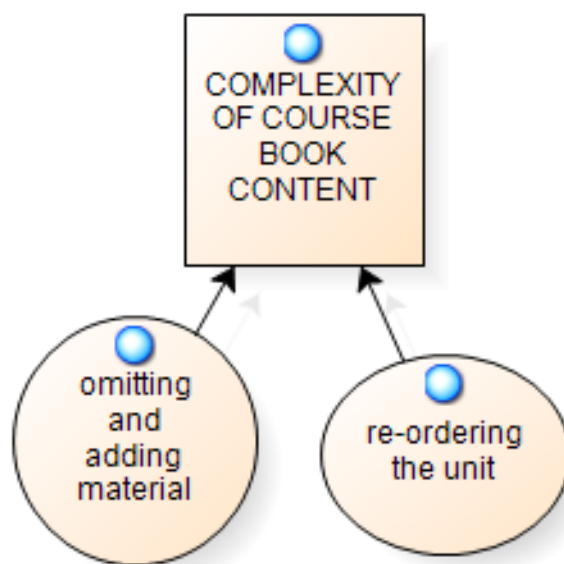 COMPLEXITY
OF COURSE
BOOK
CONTENT
omitting
and
adding
material
re-ordering
the unit